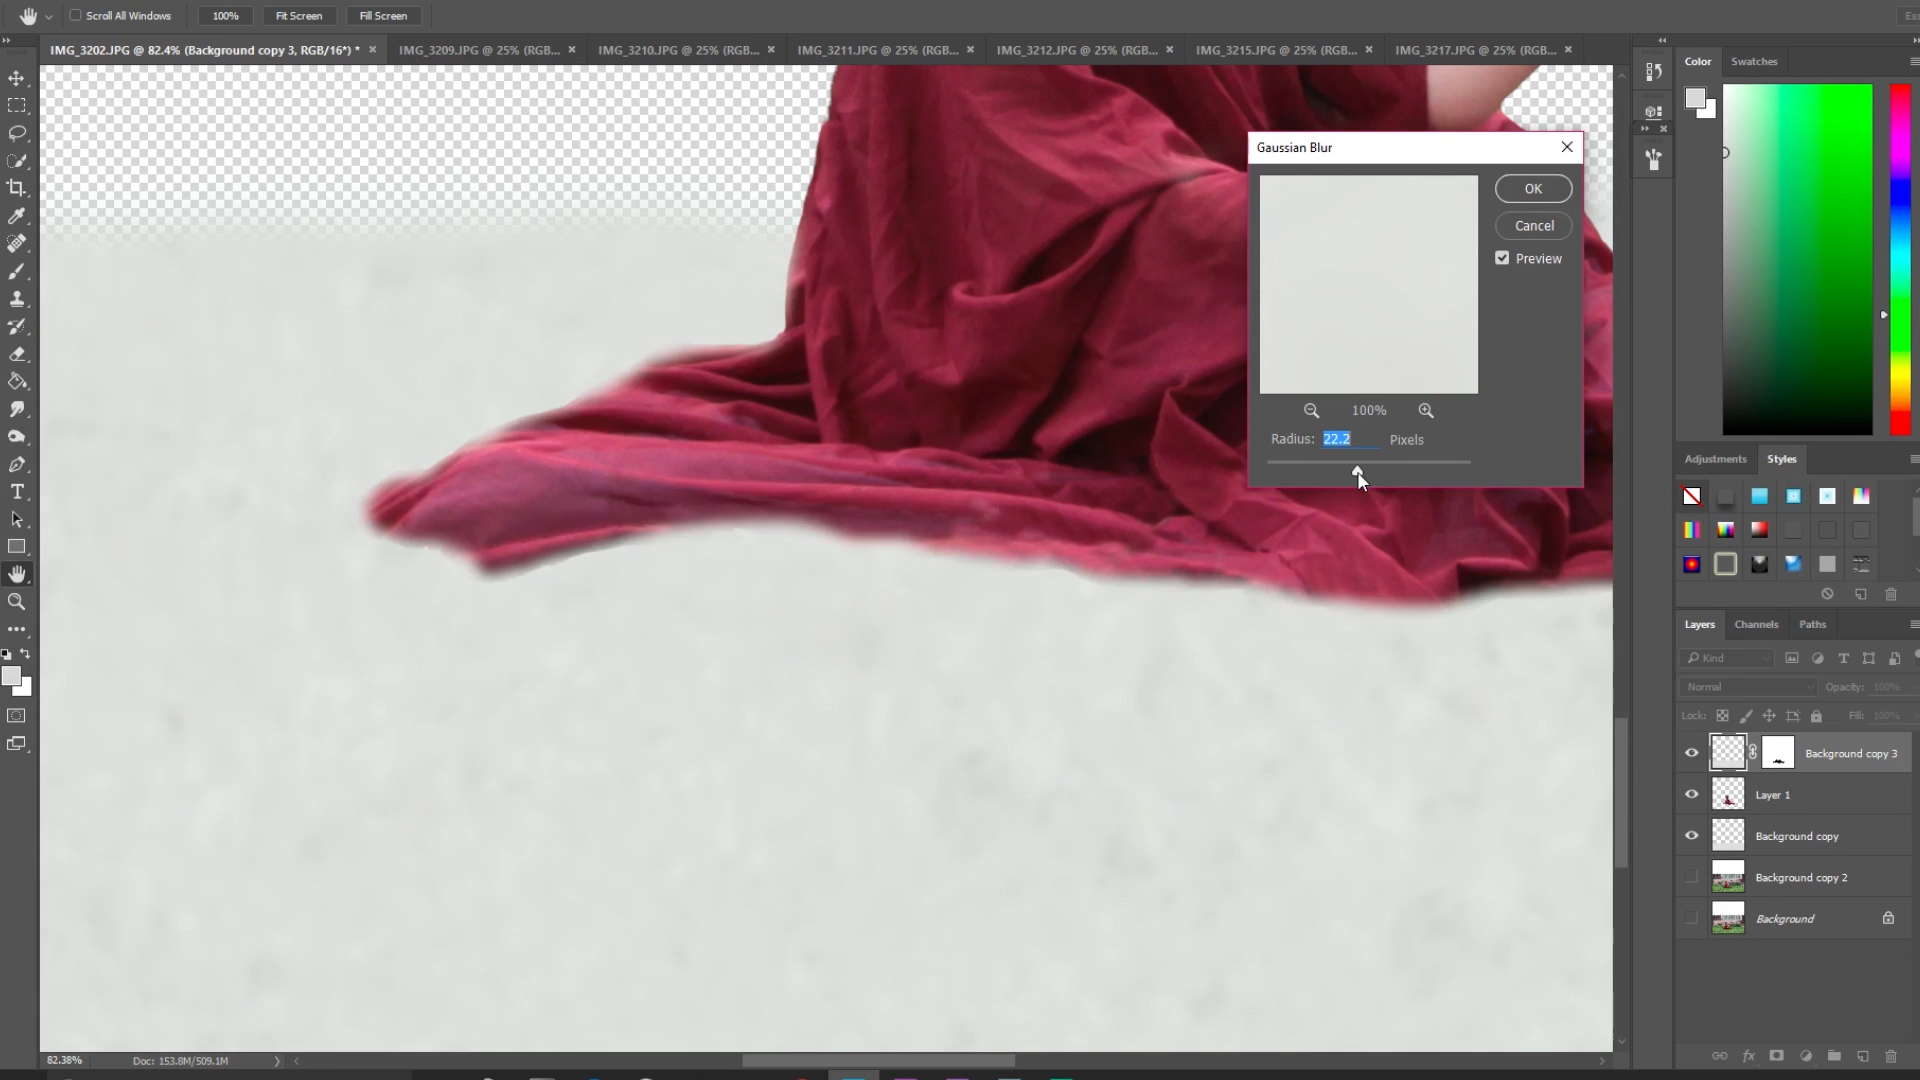 Scroll All Windows 100% Fit Screen Fill Screen
IMG_3202.JPG @ 82.4% (Background copy 3, RGB/16*) * × IMG_3209.JPG @ 25% (RGB... × IMG_3210.JPG @ 25% (RGB... × IMG_3211.JPG @ 25% (RGB... × IMG_3212.JPG @ 25% (RGB... × IMG_3215.JPG @ 25% (RGB... × IMG_3217.JPG @ 25% (RGB... ×
Color Swatches
Gaussian Blur
OK
Cancel
Preview
100%
Radius: 22.2 Pixels
Adjustments Styles
Layers Channels Paths
Kind
Normal Opacity: 100%
Lock: Fill: 100%
Background copy 3
Layer 1
Background copy
Background copy 2
Background
fx
82.38% Doc: 153.8M/509.1M